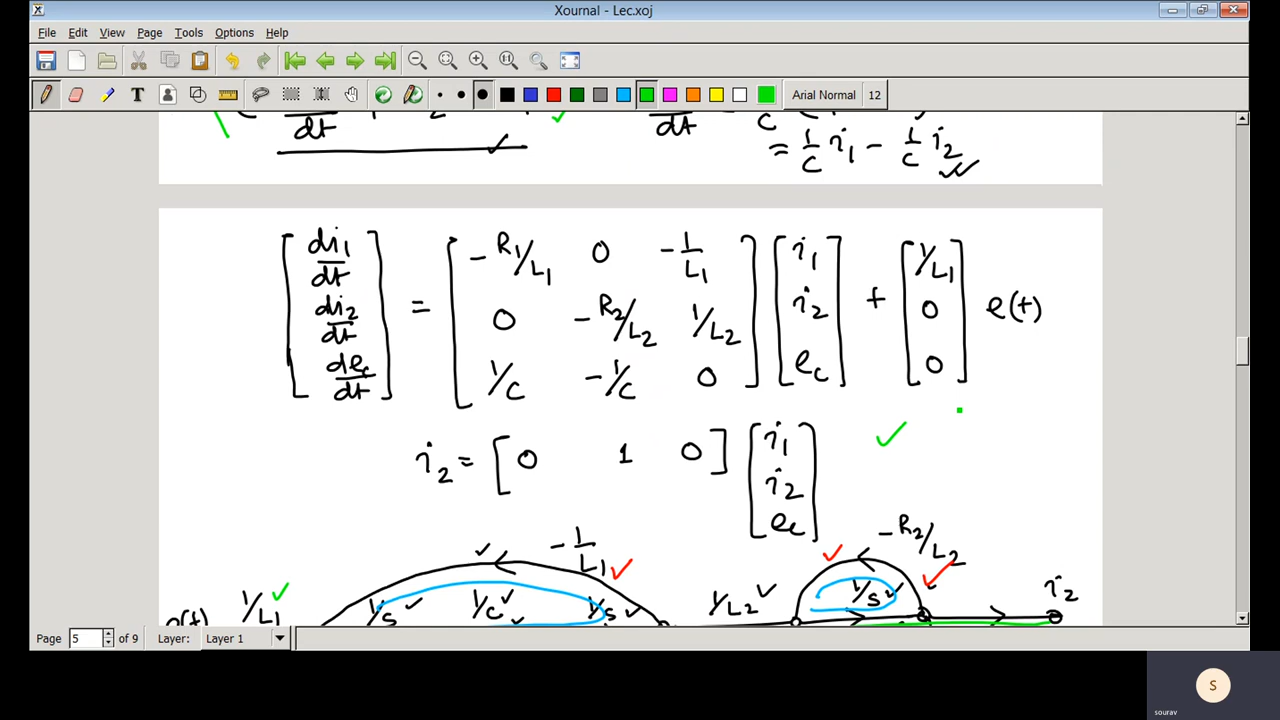 Xournal - Lec.xoj
File Edit View Page Tools Options Help
Arial Normal 12
dt dt C
= 1/C i1 - 1/C i2
[di1/dt di2/dt dec/dt] = [-R1/L1 0 -1/L1
0 -R2/L2 1/L2
1/C -1/C 0] [i1 i2 ec] + [1/L1 0 0] e(t)
i2 = [0 1 0] [i1 i2 ec]
-1/L1 -R2/L2
e(t) 1/L1 1/s 1/C 1/s 1/L2 1/s i2
Page 5 of 9 Layer: Layer 1
S
sourav